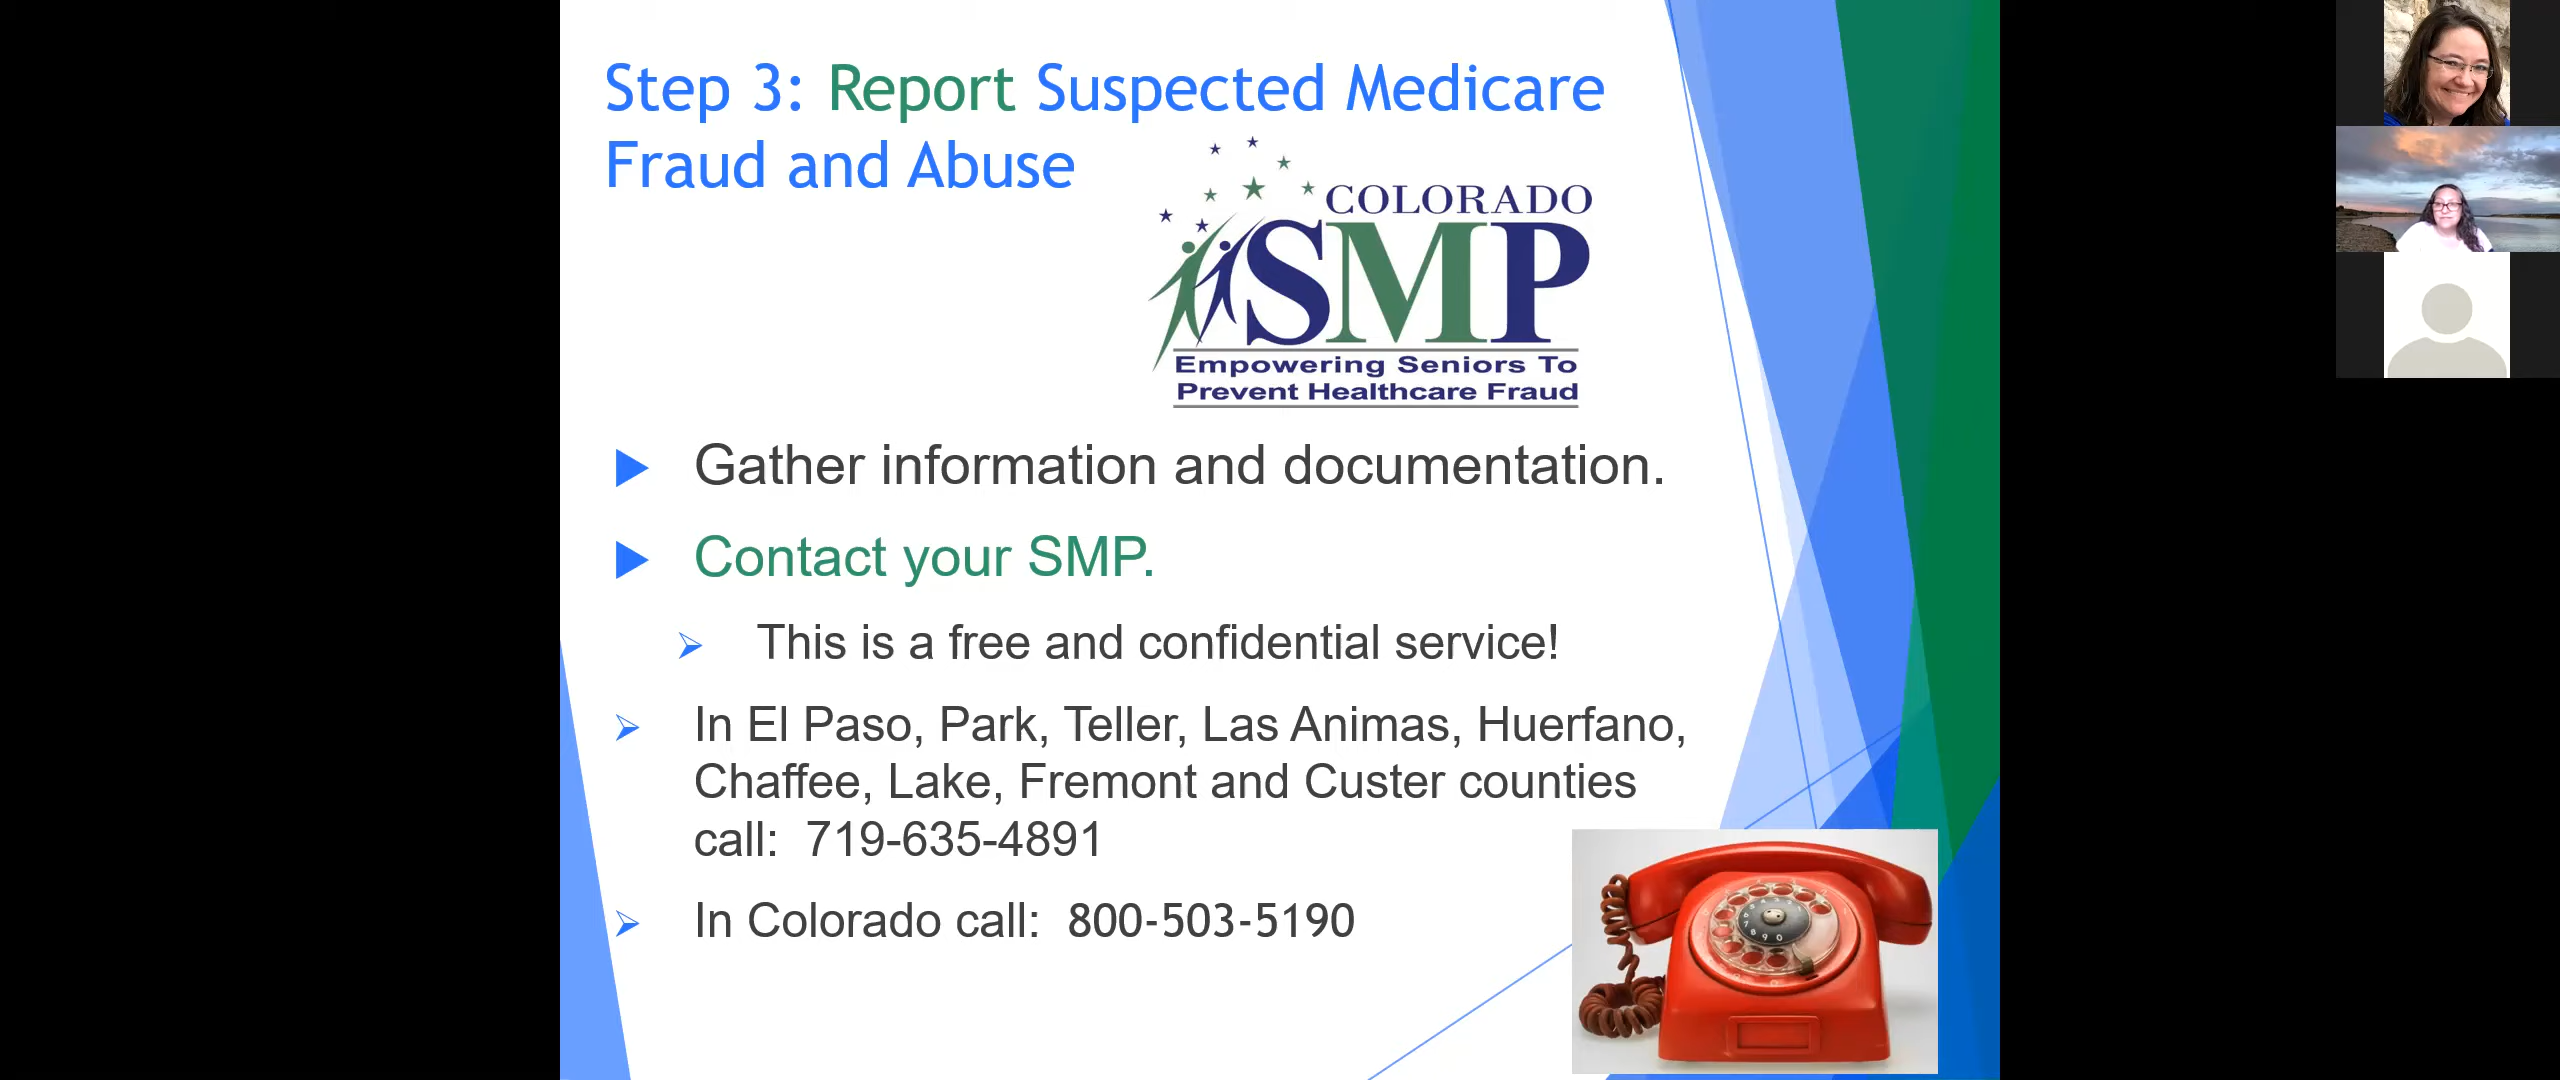 Step 3: Report Suspected Medicare
Fraud and Abuse
COLORADO
SMP
Empowering Seniors To
Prevent Healthcare Fraud
Gather information and documentation.
Contact your SMP.
This is a free and confidential service!
In El Paso, Park, Teller, Las Animas, Huerfano,
Chaffee, Lake, Fremont and Custer counties
call: 719-635-4891
In Colorado call: 800-503-5190